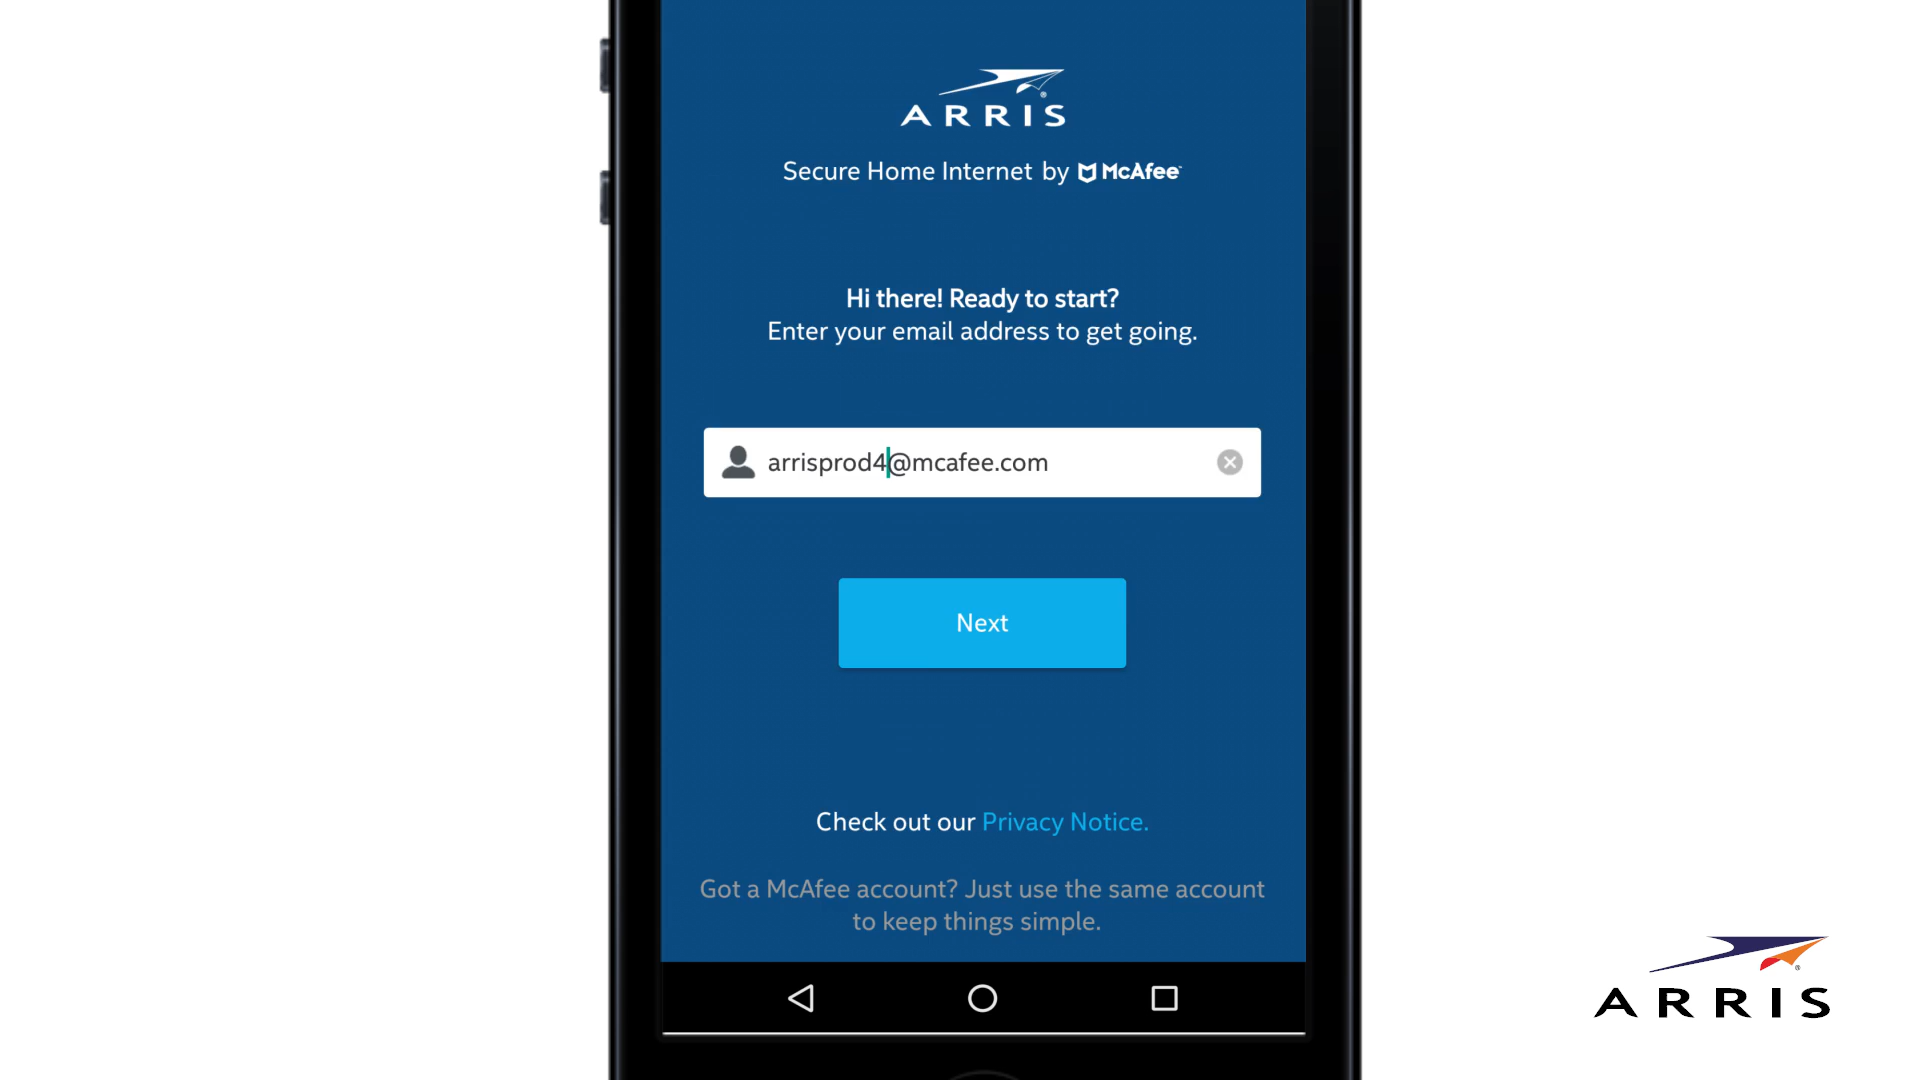 ARRIS
Secure Home Internet by McAfee™
Hi there! Ready to start?
Enter your email address to get going.
arrisprod4@mcafee.com
Next
Check out our Privacy Notice.
Got a McAfee account? Just use the same account
to keep things simple.
ARRIS